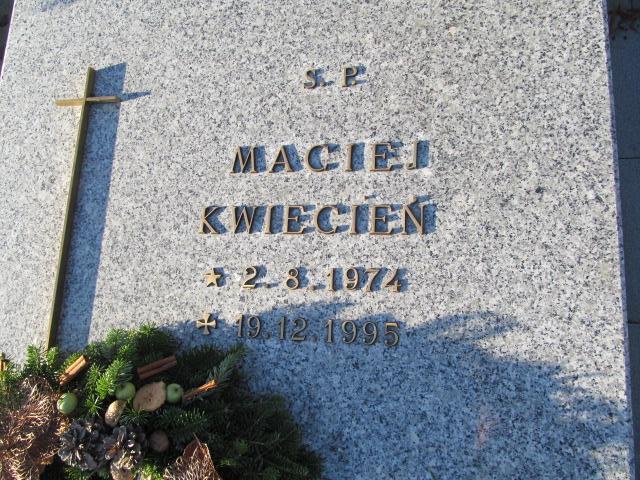 S. P.
MACIEJ
KWIECIEŃ
★ 2. 8. 1974
✠ 19. 12. 1995